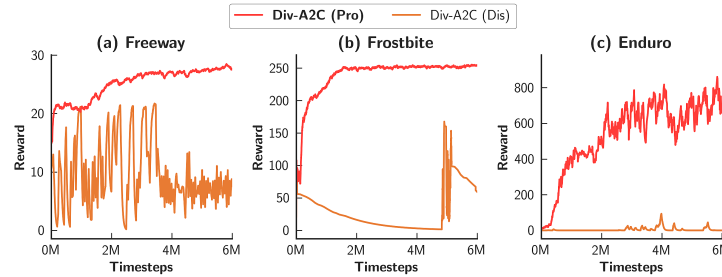 Div-A2C (Pro) Div-A2C (Dis)
(a) Freeway
Reward
30
20
10
0
0M 2M 4M 6M
Timesteps
(b) Frostbite
Reward
250
200
150
100
50
0
0M 2M 4M 6M
Timesteps
(c) Enduro
Reward
800
600
400
200
0
0M 2M 4M 6M
Timesteps